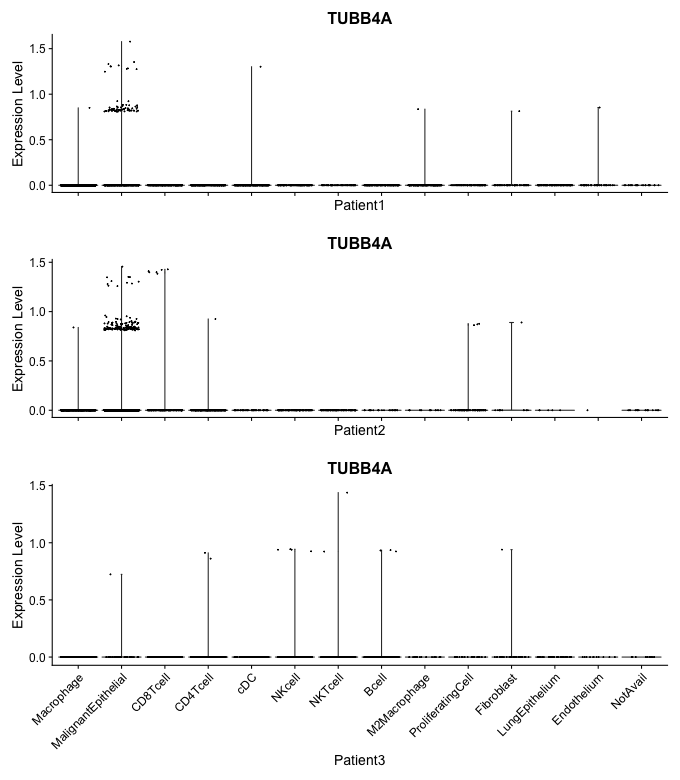 TUBB4A
Expression Level
1.5
1.0
0.5
0.0
Patient1
TUBB4A
Expression Level
1.5
1.0
0.5
0.0
Patient2
TUBB4A
Expression Level
1.5
1.0
0.5
0.0
Macrophage
MalignantEpithelial
CD8Tcell
CD4Tcell
cDC
NKcell
NKTcell
Bcell
M2Macrophage
ProliferatingCell
Fibroblast
LungEpithelium
Endothelium
NotAvail
Patient3